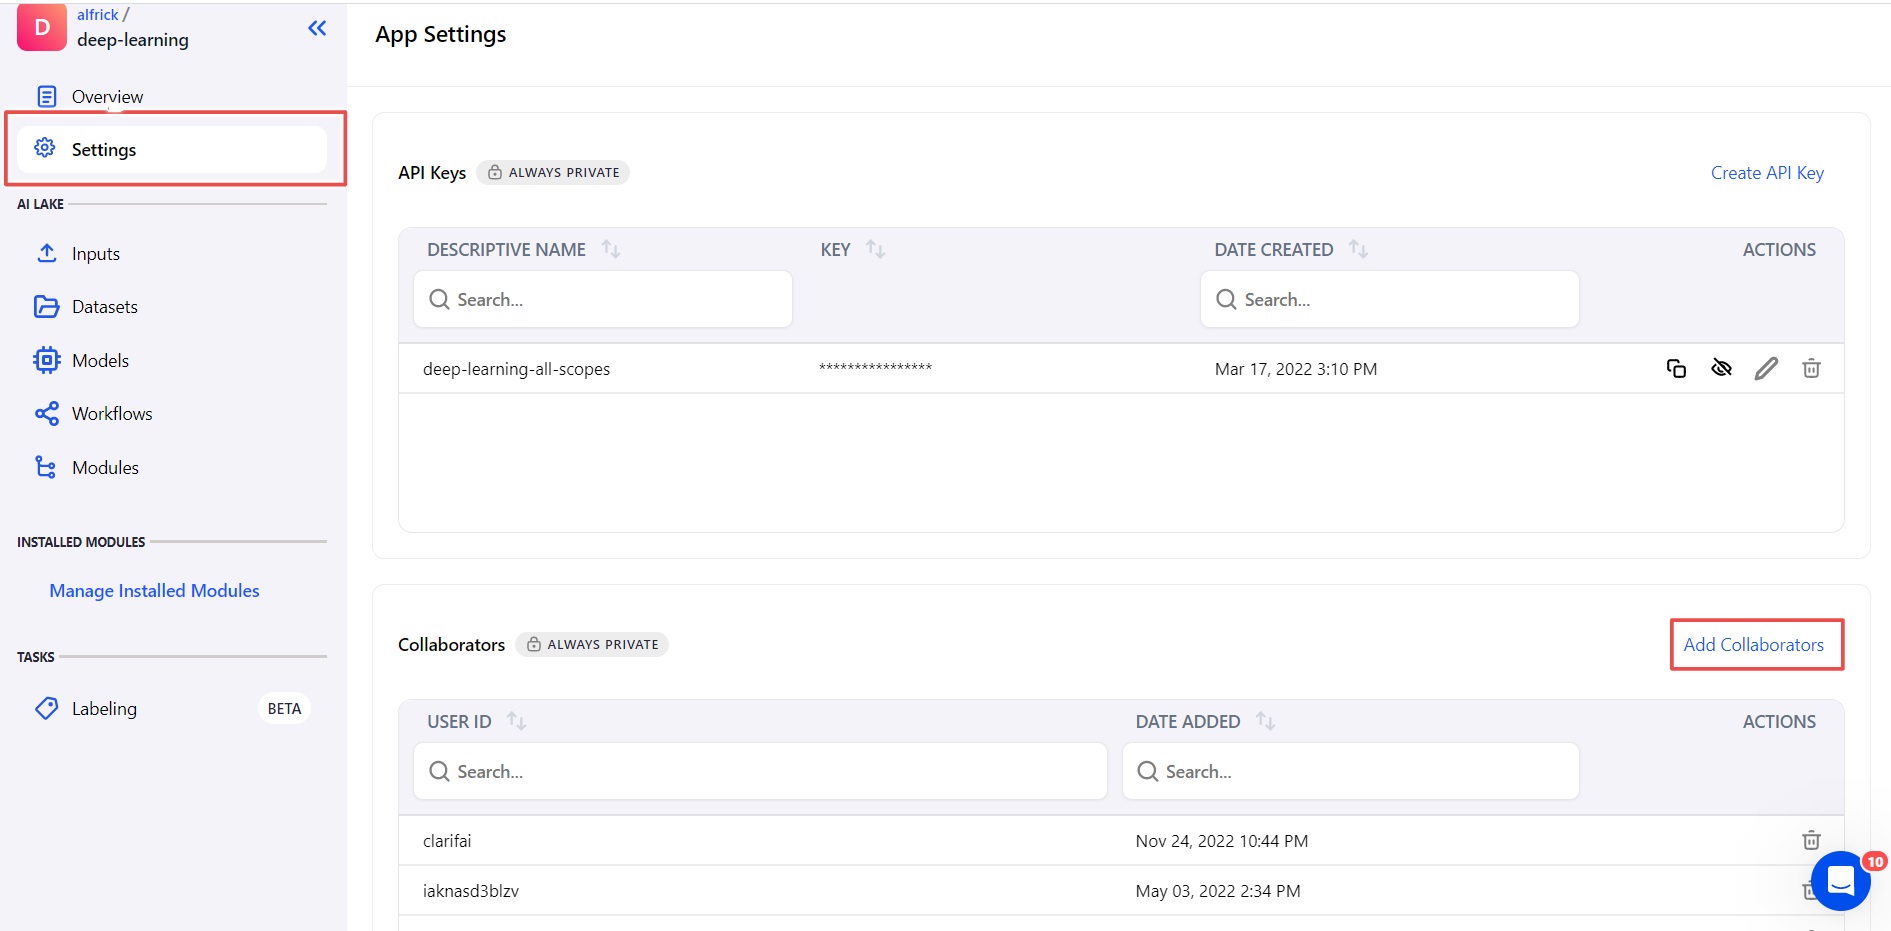 D
alfrick /
deep-learning
Overview
Settings
AI LAKE
Inputs
Datasets
Models
Workflows
Modules
INSTALLED MODULES
Manage Installed Modules
TASKS
Labeling BETA
App Settings
API Keys ALWAYS PRIVATE Create API Key
DESCRIPTIVE NAME KEY DATE CREATED ACTIONS
Search... Search...
deep-learning-all-scopes **************** Mar 17, 2022 3:10 PM
Collaborators ALWAYS PRIVATE Add Collaborators
USER ID DATE ADDED ACTIONS
Search... Search...
clarifai Nov 24, 2022 10:44 PM
iaknasd3blzv May 03, 2022 2:34 PM
10